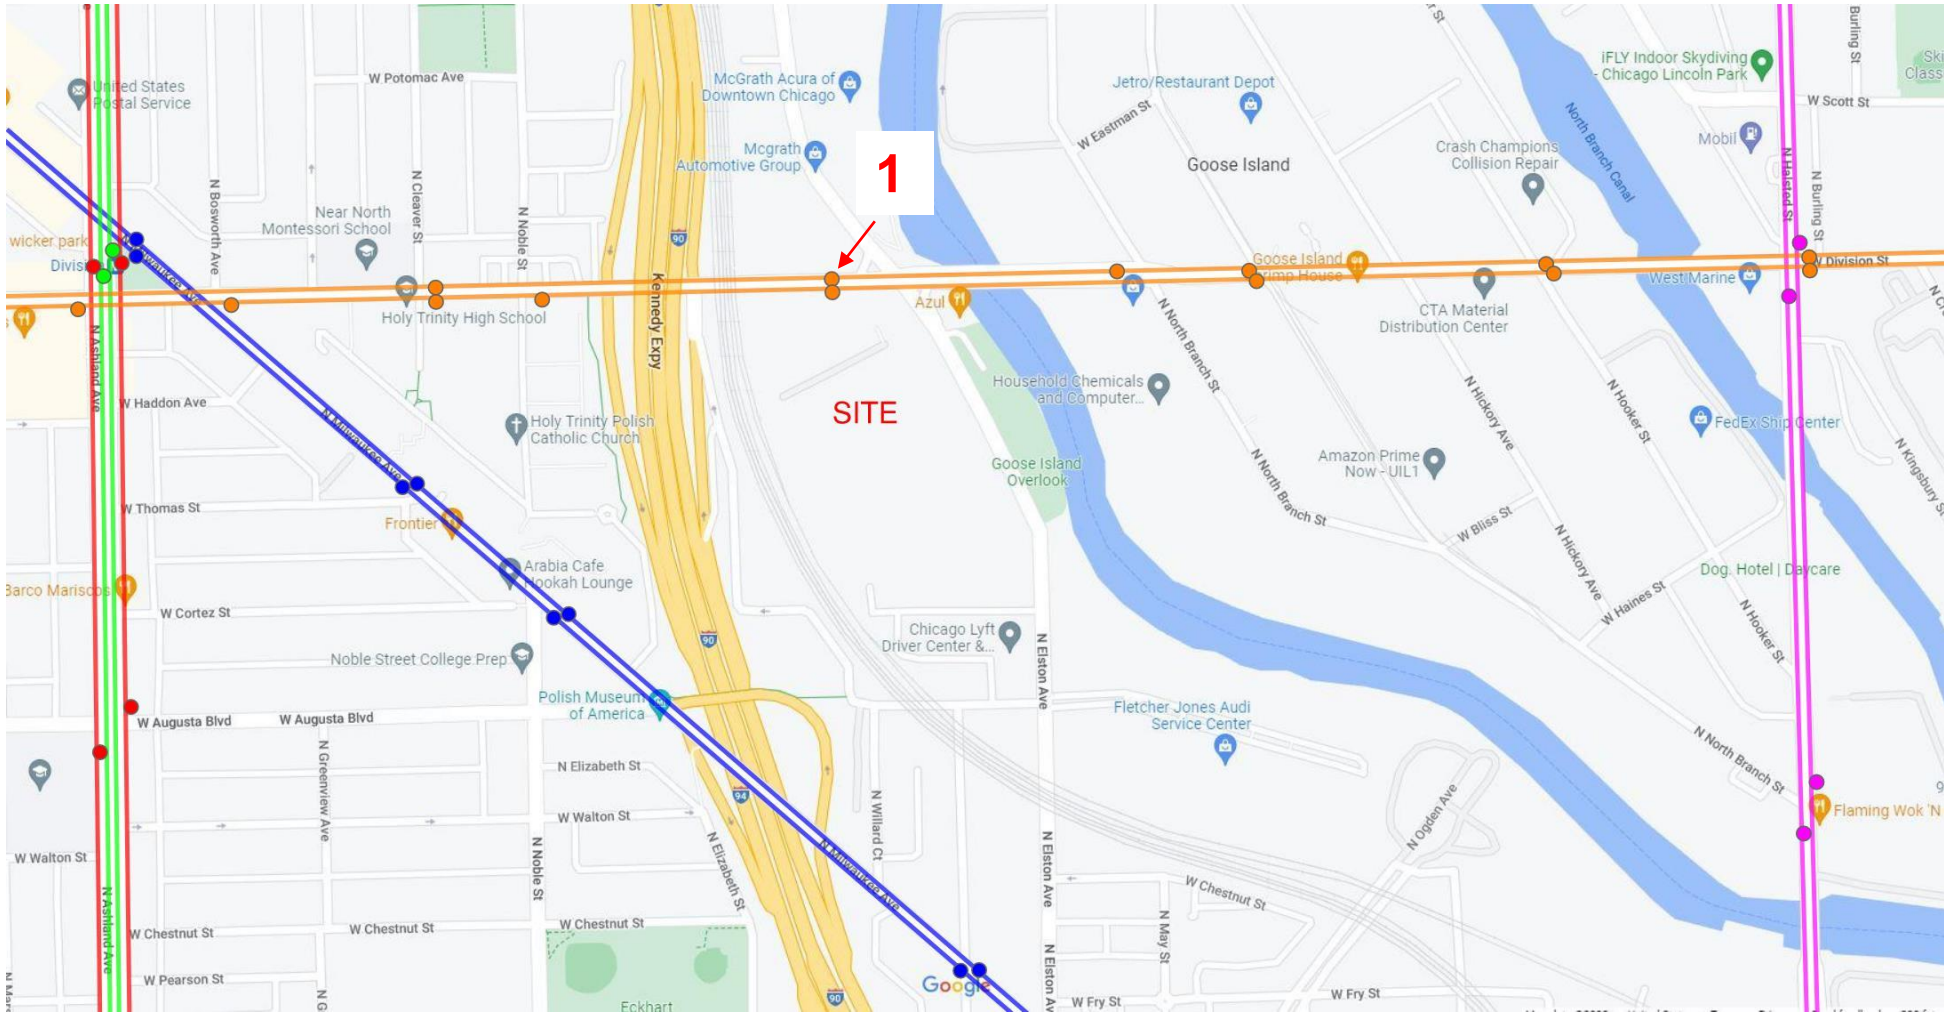 W Potomac Ave
United States
Postal Service
McGrath Acura of
Downtown Chicago
Jetro/Restaurant Depot
iFLY Indoor Skydiving
- Chicago Lincoln Park
Burling St
W Scott St
W Eastman St
North Branch Canal
Mobil
Mcgrath
Automotive Group
1
Goose Island
Crash Champions
Collision Repair
N Halsted St
N Burling St
N Bosworth Ave
N Cleaver St
N Noble St
Near North
Montessori School
wicker park
90
Kennedy Expy
Goose Island
W Division St
West Marine
Holy Trinity High School
Azul
CTA Material
Distribution Center
N Ashland Ave
N North Branch St
N Hickory Ave
N Hooker St
W Haddon Ave
N Milwaukee Ave
Holy Trinity Polish
Catholic Church
SITE
Household Chemicals
and Computer...
FedEx Ship Center
Goose Island
Overlook
Amazon Prime
Now - UIL1
N Kingsbury St
W Thomas St
Frontier
N North Branch St
W Bliss St
Arabia Cafe
Hookah Lounge
N Hickory Ave
Dog. Hotel | Daycare
Barco Mariscos
W Cortez St
W Haines St
N Hooker St
90
Chicago Lyft
Driver Center &...
N Elston Ave
Noble Street College Prep
Polish Museum
of America
Fletcher Jones Audi
Service Center
W Augusta Blvd
W Augusta Blvd
N Greenview Ave
N Elizabeth St
N North Branch St
94
W Walton St
N Willard Ct
N Ogden Ave
Flaming Wok 'N
W Walton St
N Noble St
N Elizabeth St
N Milwaukee Ave
N Elston Ave
W Chestnut St
N Ashland Ave
W Chestnut St
W Chestnut St
W Chestnut St
N May St
W Pearson St
Google
90
Eckhart
W Fry St
W Fry St